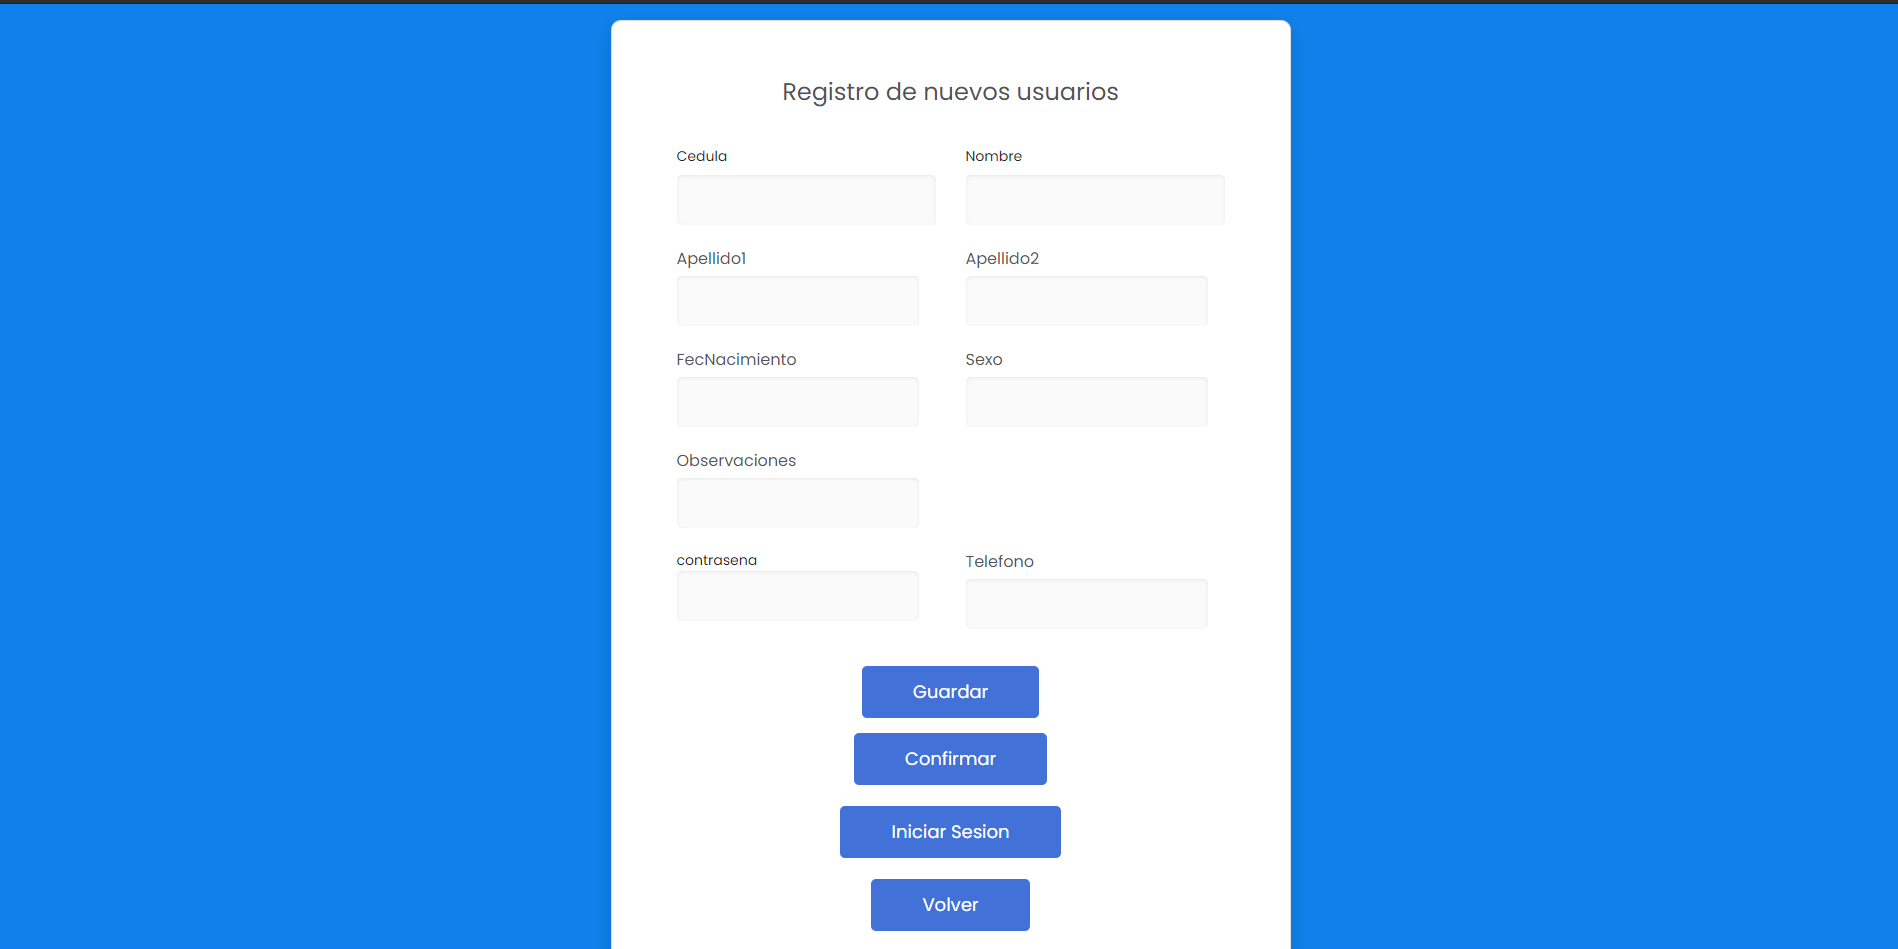 Registro de nuevos usuarios
Cedula Nombre
Apellido1 Apellido2
FecNacimiento Sexo
Observaciones
contrasena Telefono
Guardar
Confirmar
Iniciar Sesion
Volver